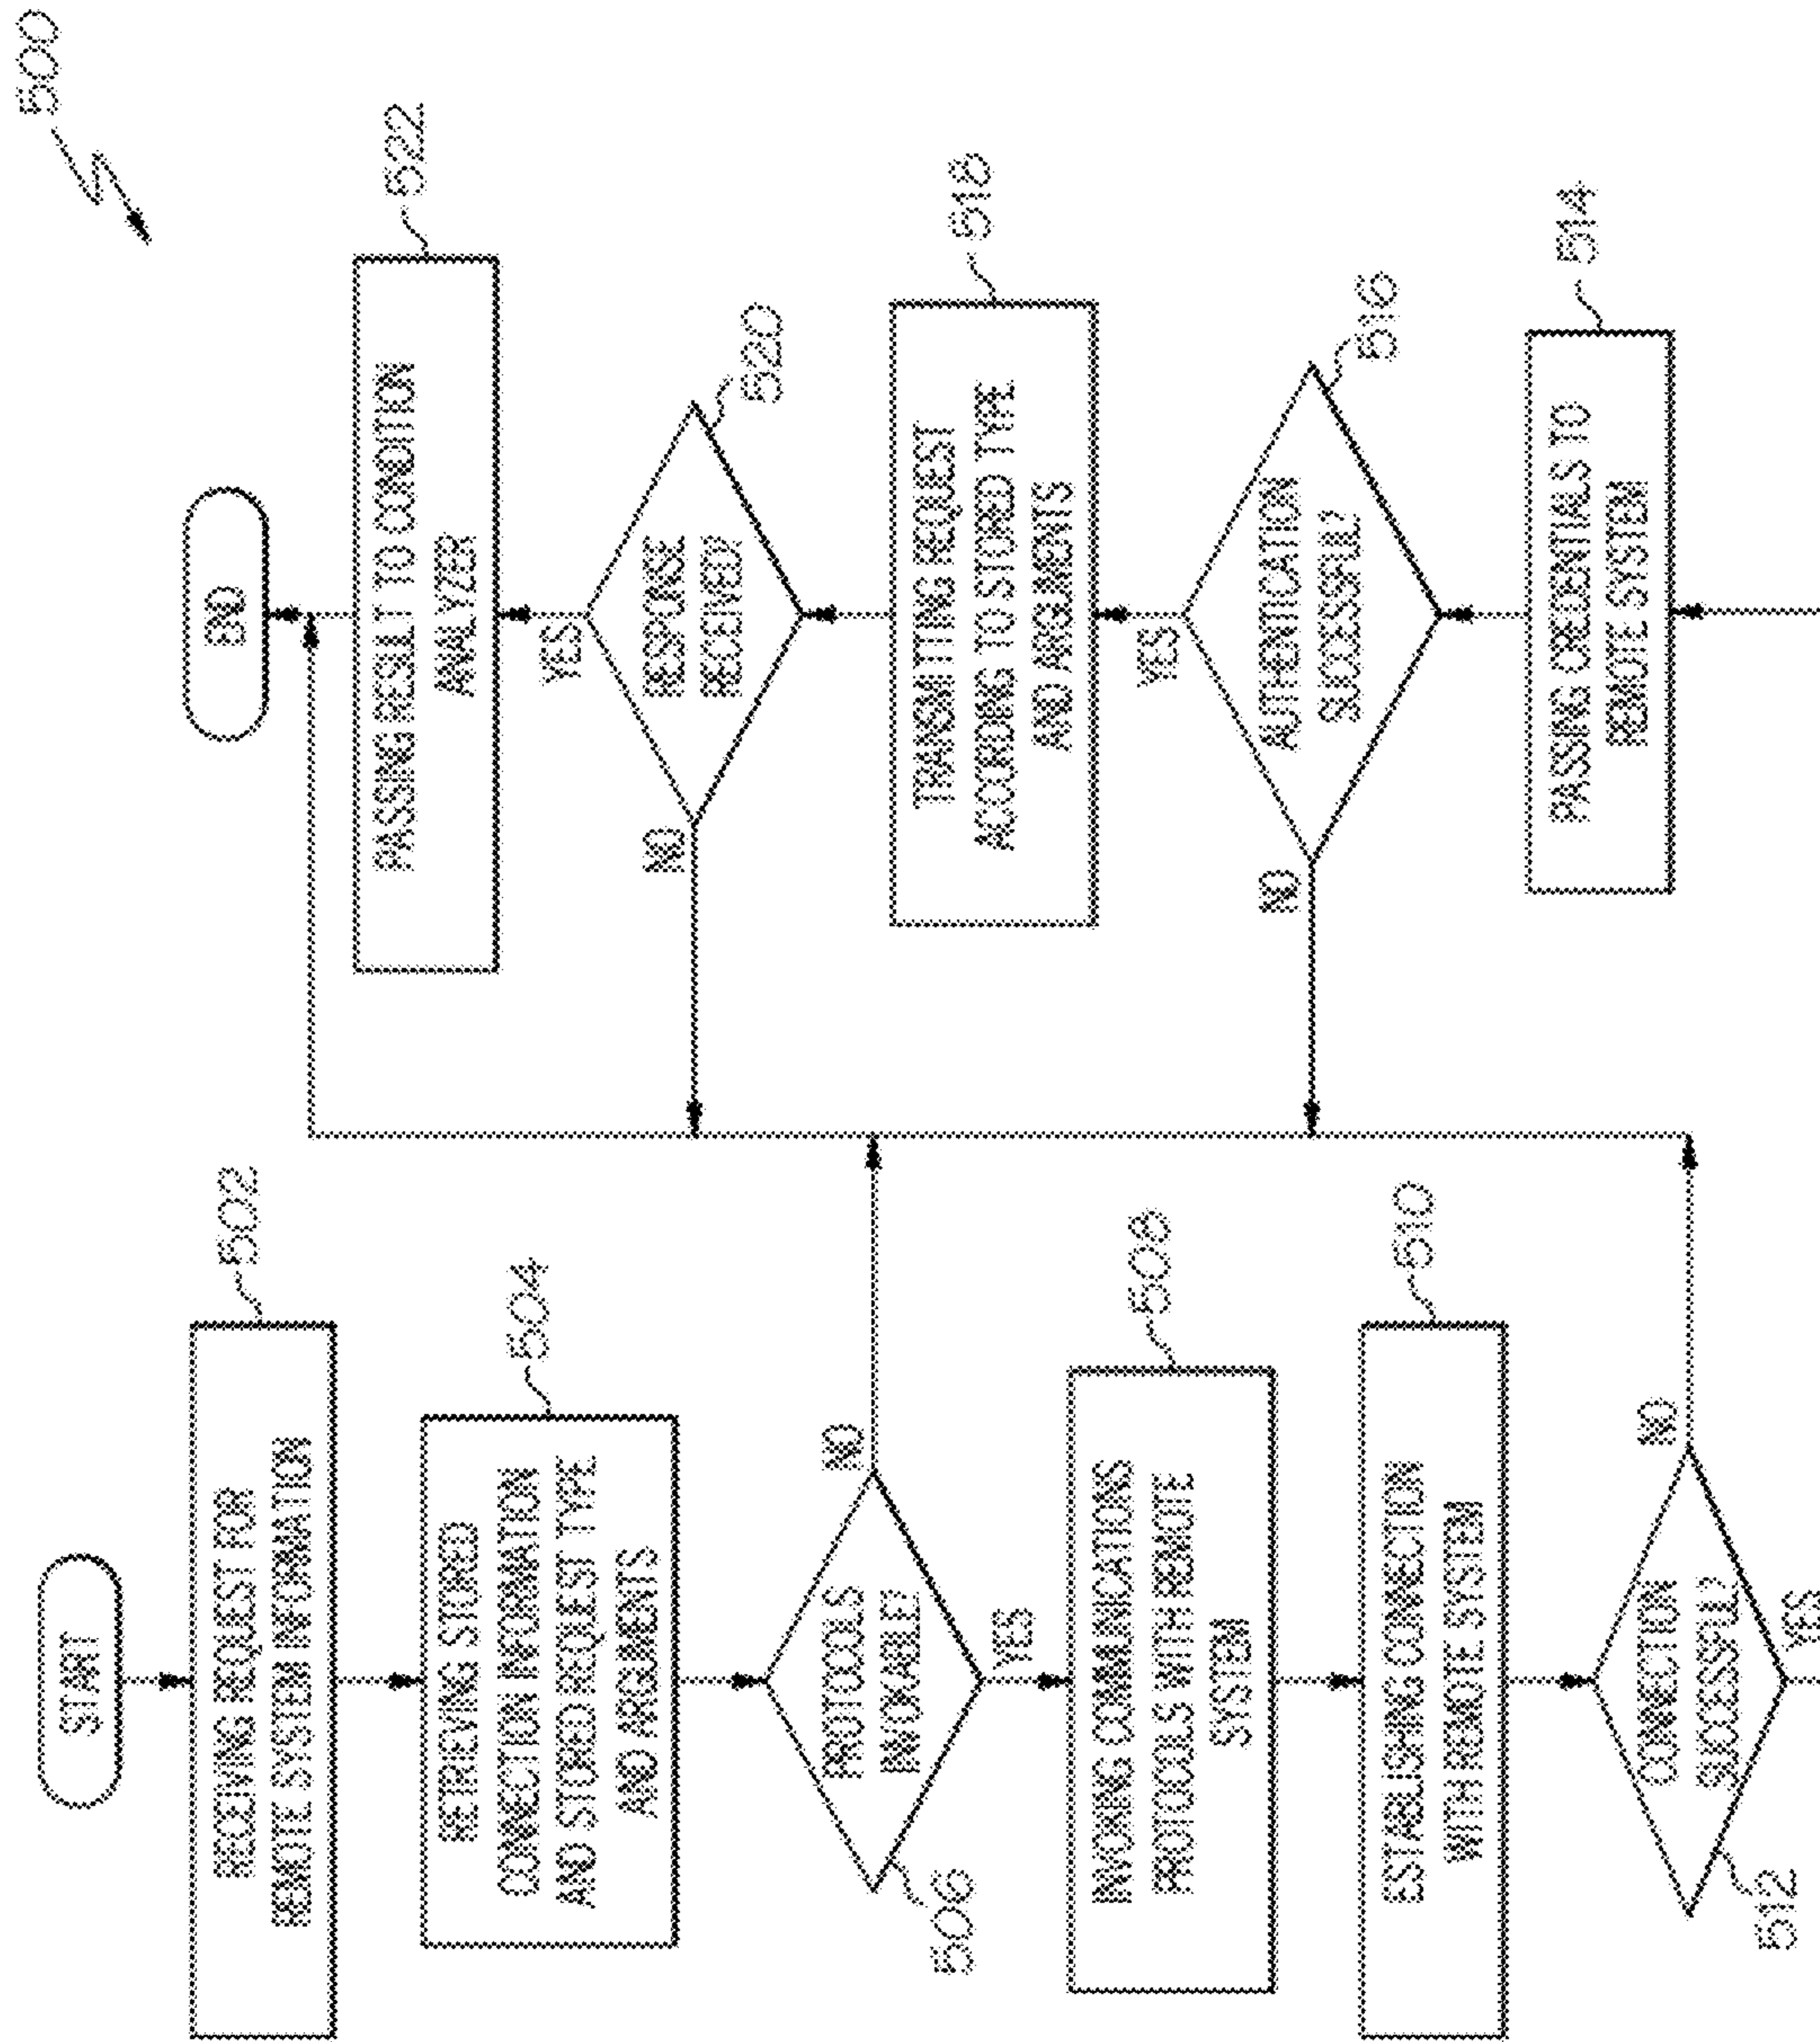 500
START
RECEIVING REQUEST FOR
REMOTE SYSTEM INFORMATION
502
RETRIEVING STORED
CONNECTION INFORMATION
AND STORED REQUEST TYPE
AND ARGUMENTS
504
PROTOCOLS
INVOKABLE?
506
NO
YES
INVOKING COMMUNICATIONS
PROTOCOLS WITH REMOTE
SYSTEM
508
ESTABLISHING CONNECTION
WITH REMOTE SYSTEM
510
CONNECTION
SUCCESSFUL?
512
NO
YES
PASSING CREDENTIALS TO
REMOTE SYSTEM
514
AUTHENTICATION
SUCCESSFUL?
516
NO
YES
TRANSMITTING REQUEST
ACCORDING TO STORED TYPE
AND ARGUMENTS
518
RESPONSE
RECEIVED?
520
NO
YES
PASSING RESULT TO CONDITION
ANALYZER
522
END